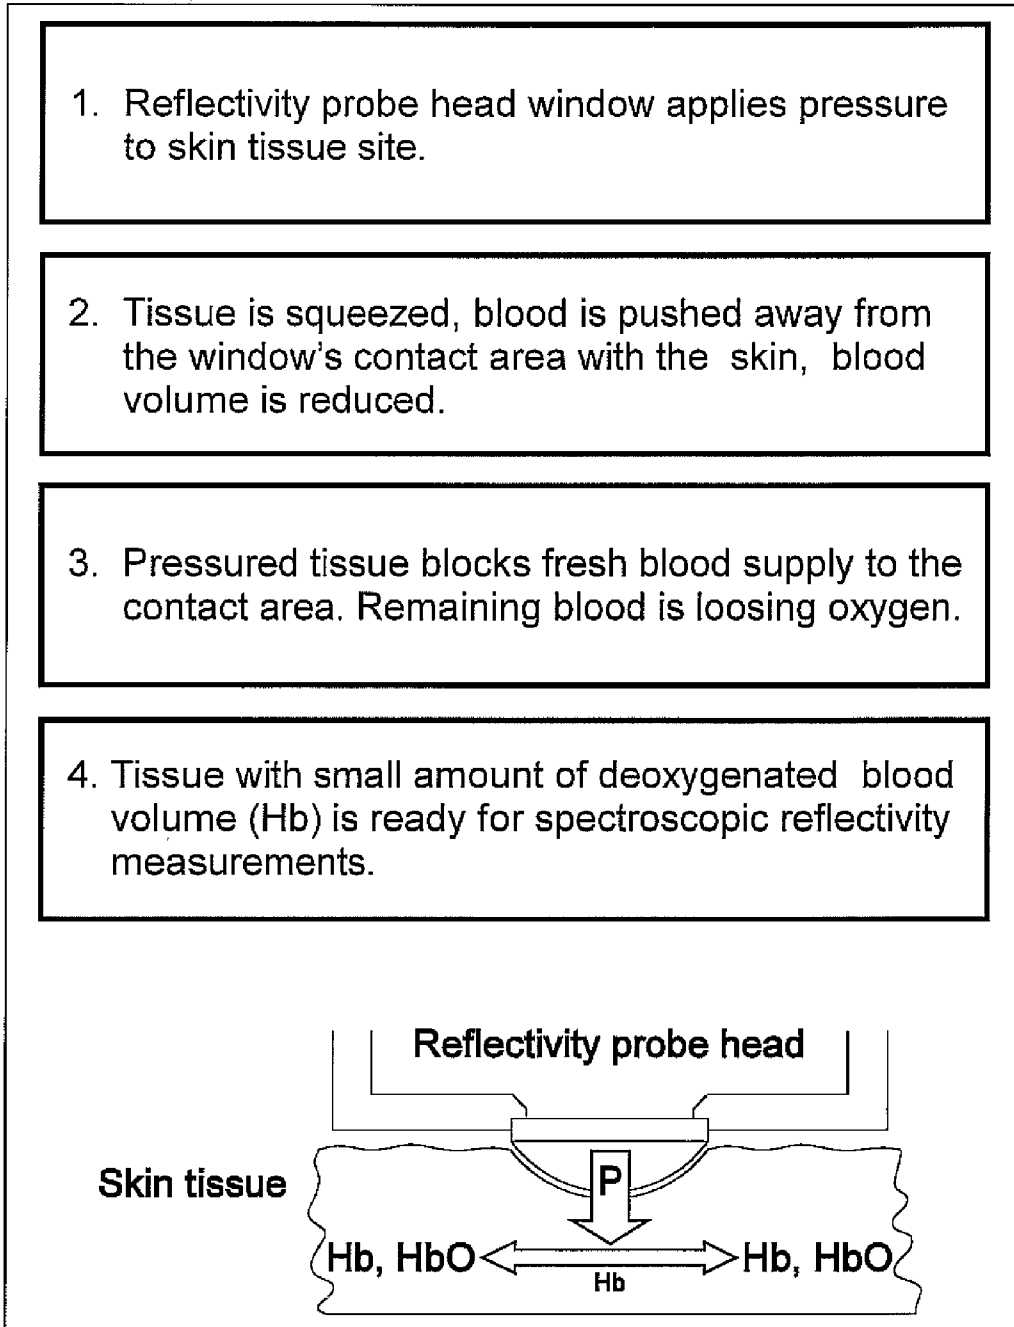 1. Reflectivity probe head window applies pressure
to skin tissue site.
2. Tissue is squeezed, blood is pushed away from
the window's contact area with the skin, blood
volume is reduced.
3. Pressured tissue blocks fresh blood supply to the
contact area. Remaining blood is loosing oxygen.
4. Tissue with small amount of deoxygenated blood
volume (Hb) is ready for spectroscopic reflectivity
measurements.
Reflectivity probe head
Skin tissue
P
Hb, HbO
Hb
Hb, HbO